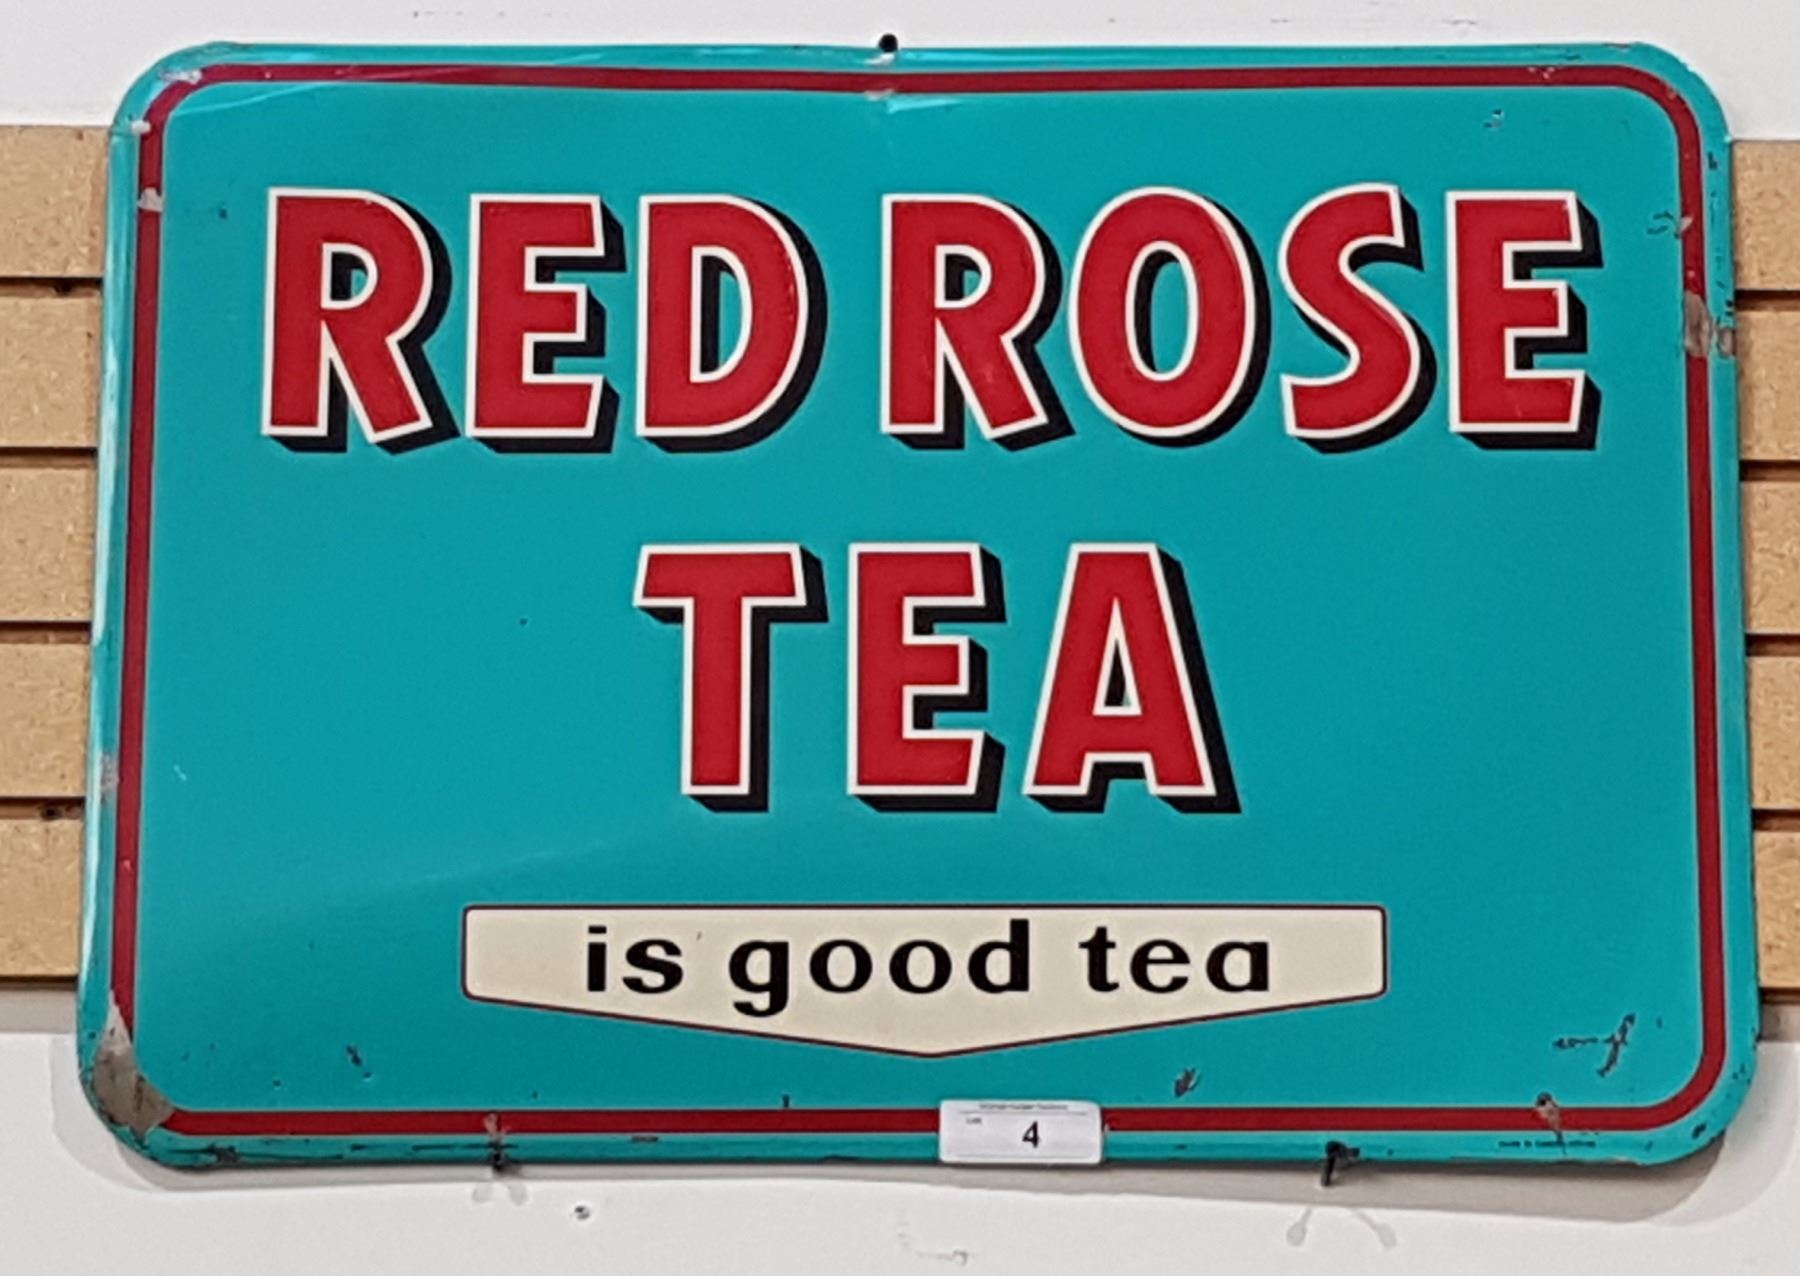 RED ROSE
TEA
is good tea
4